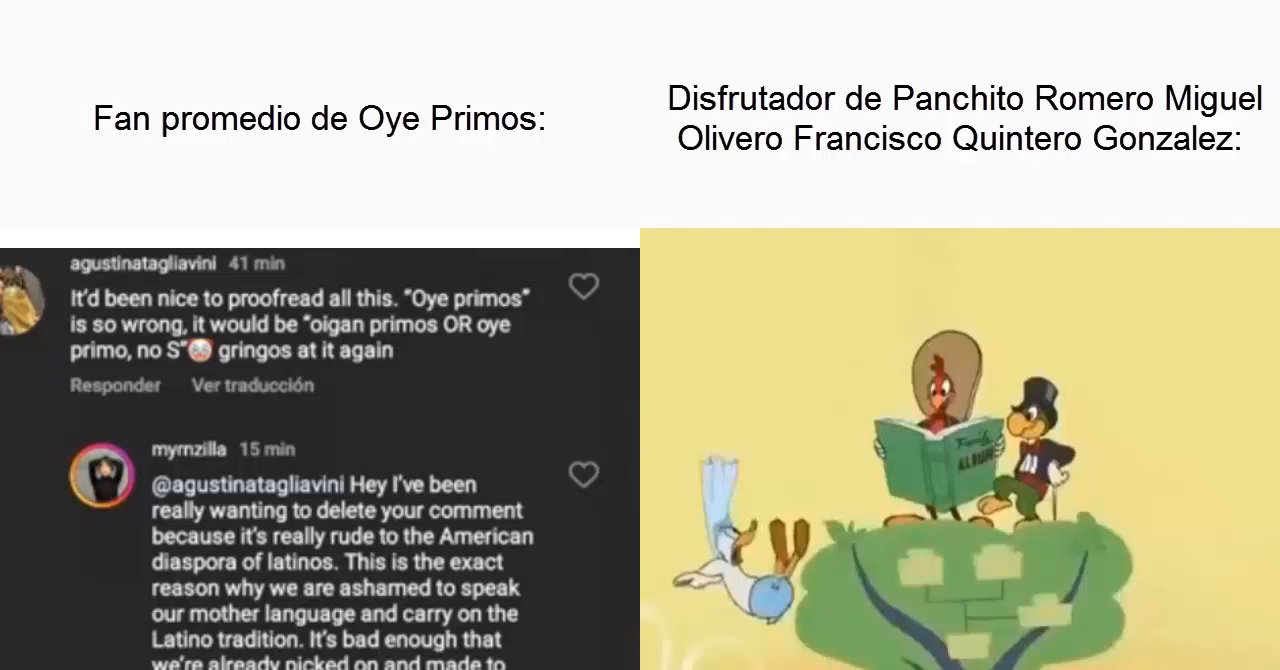 Fan promedio de Oye Primos:
Disfrutador de Panchito Romero Miguel
Olivero Francisco Quintero Gonzalez:
agustinatagliavini 41 min
It'd been nice to proofread all this. "Oye primos"
is so wrong, it would be "oigan primos OR oye
primo, no S"🤡 gringos at it again
Responder Ver traducción
myrnzilla 15 min
@agustinatagliavini Hey I've been
really wanting to delete your comment
because it's really rude to the American
diaspora of latinos. This is the exact
reason why we are ashamed to speak
our mother language and carry on the
Latino tradition. It's bad enough that
we're already picked on and made to
Family
ALBUM